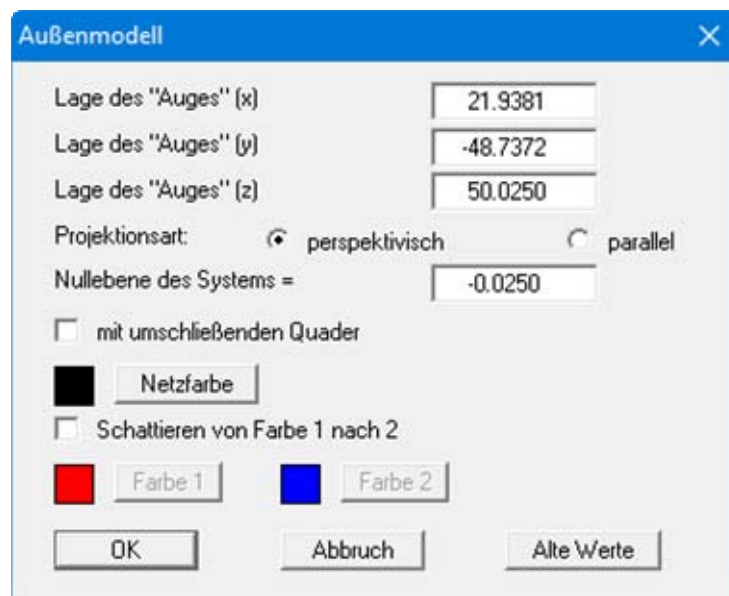 Außenmodell
Lage des "Auges" (x) 21.9381
Lage des "Auges" (y) -48.7372
Lage des "Auges" (z) 50.0250
Projektionsart: perspektivisch parallel
Nullebene des Systems = -0.0250
mit umschließenden Quader
Netzfarbe
Schattieren von Farbe 1 nach 2
Farbe 1 Farbe 2
OK Abbruch Alte Werte